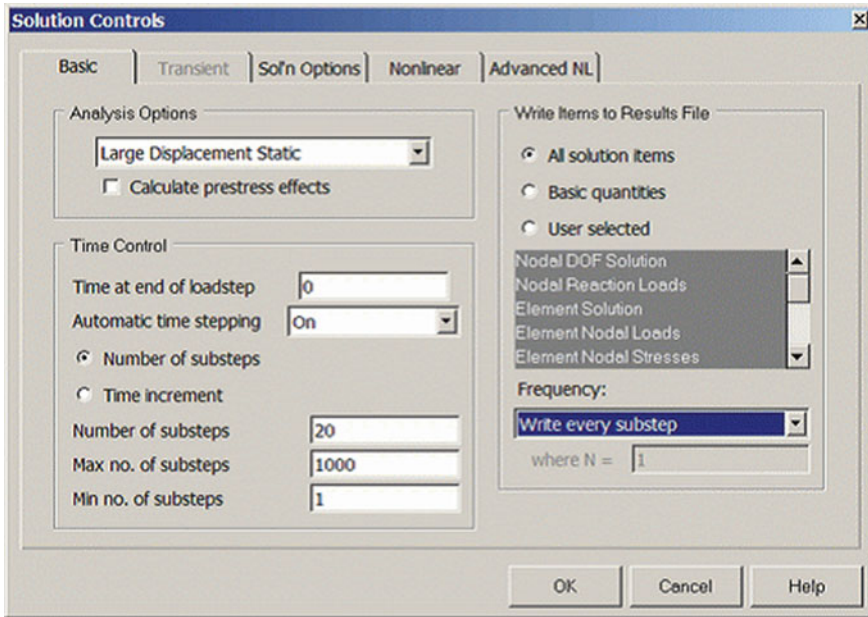 Solution Controls
Basic
Transient
Sol'n Options
Nonlinear
Advanced NL
Analysis Options
Large Displacement Static
Calculate prestress effects
Time Control
Time at end of loadstep 0
Automatic time stepping On
Number of substeps
Time increment
Number of substeps 20
Max no. of substeps 1000
Min no. of substeps 1
Write Items to Results File
All solution items
Basic quantities
User selected
Nodal DOF Solution
Nodal Reaction Loads
Element Solution
Element Nodal Loads
Element Nodal Stresses
Frequency:
Write every substep
where N = 1
OK
Cancel
Help